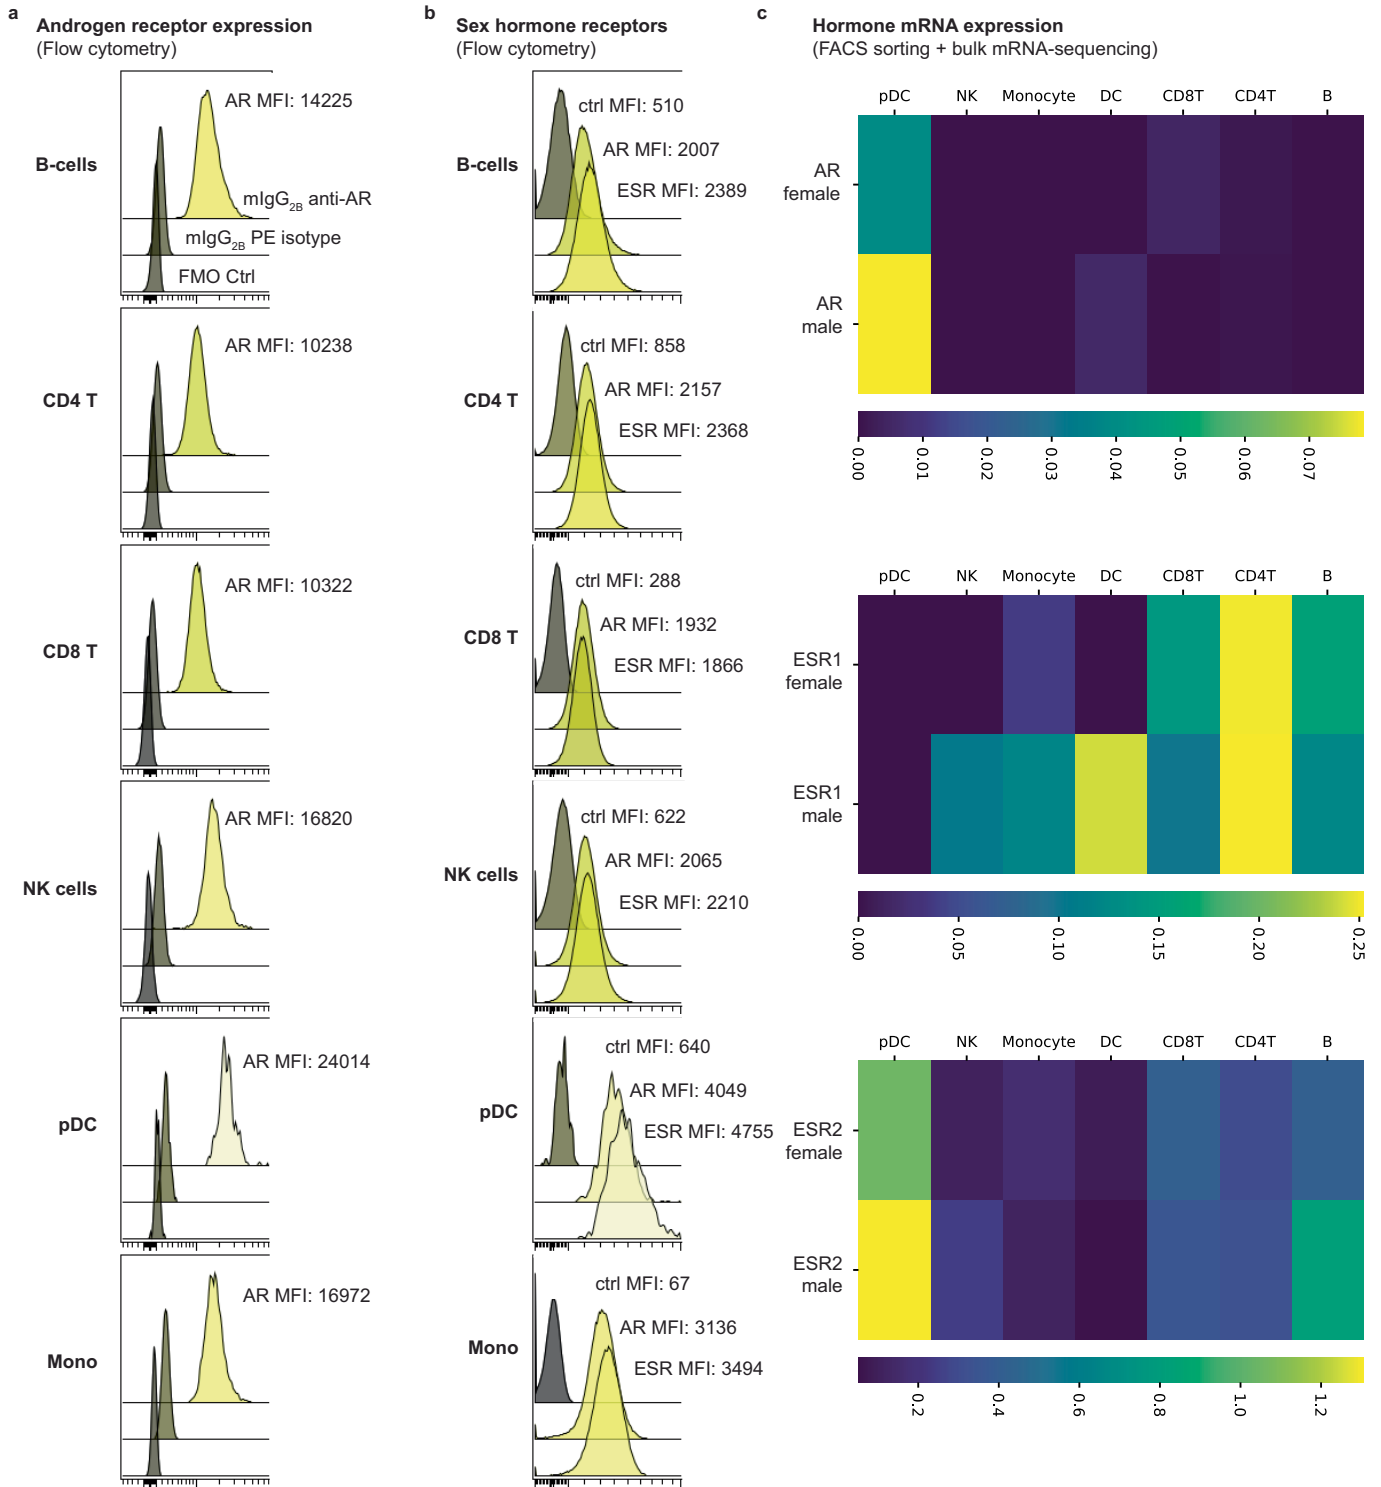 a
Androgen receptor expression
(Flow cytometry)
B-cells
AR MFI: 14225
mIgG2B anti-AR
mIgG2B PE isotype
FMO Ctrl
CD4 T
AR MFI: 10238
CD8 T
AR MFI: 10322
NK cells
AR MFI: 16820
pDC
AR MFI: 24014
Mono
AR MFI: 16972
b
Sex hormone receptors
(Flow cytometry)
B-cells
ctrl MFI: 510
AR MFI: 2007
ESR MFI: 2389
CD4 T
ctrl MFI: 858
AR MFI: 2157
ESR MFI: 2368
CD8 T
ctrl MFI: 288
AR MFI: 1932
ESR MFI: 1866
NK cells
ctrl MFI: 622
AR MFI: 2065
ESR MFI: 2210
pDC
ctrl MFI: 640
AR MFI: 4049
ESR MFI: 4755
Mono
ctrl MFI: 67
AR MFI: 3136
ESR MFI: 3494
c
Hormone mRNA expression
(FACS sorting + bulk mRNA-sequencing)
pDC NK Monocyte DC CD8T CD4T B
AR
female
AR
male
0.00 0.01 0.02 0.03 0.04 0.05 0.06 0.07
pDC NK Monocyte DC CD8T CD4T B
ESR1
female
ESR1
male
0.00 0.05 0.10 0.15 0.20 0.25
pDC NK Monocyte DC CD8T CD4T B
ESR2
female
ESR2
male
0.2 0.4 0.6 0.8 1.0 1.2